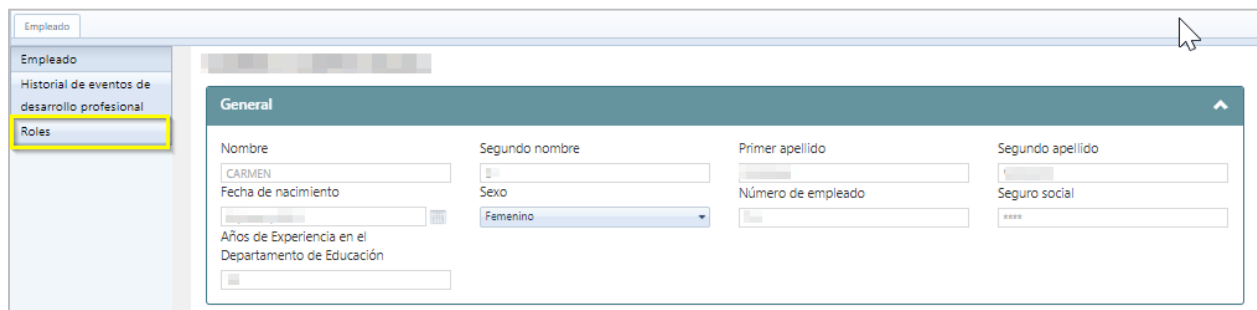 Empleado
Empleado
Historial de eventos de
desarrollo profesional
Roles
General
Nombre
Segundo nombre
Primer apellido
Segundo apellido
CARMEN
Fecha de nacimiento
Sexo
Número de empleado
Seguro social
Femenino
****
Años de Experiencia en el
Departamento de Educación